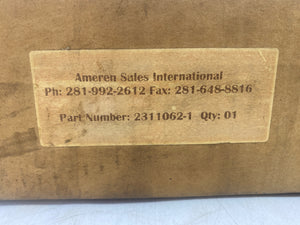 Ameren Sales International
Ph: 281-992-2612 Fax: 281-648-8816
Part Number: 2311062-1 Qty: 01